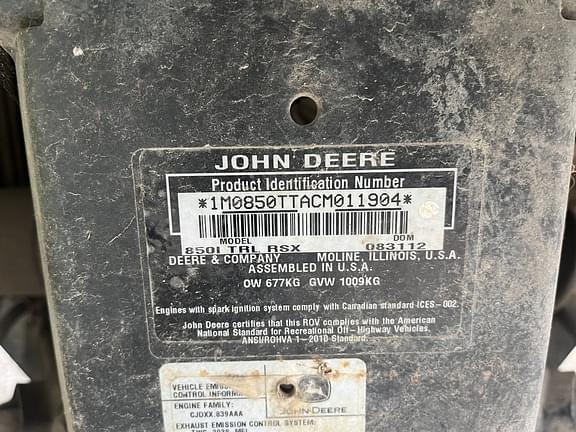 JOHN DEERE
Product Identification Number
*1M0850TTACM011904*
MODEL DOM
850I TRL RSX 083112
DEERE & COMPANY MOLINE, ILLINOIS, U.S.A.
ASSEMBLED IN U.S.A.
OW 677KG GVW 1009KG
Engines with spark ignition system comply with Canadian standard ICES-002.
John Deere certifies that this ROV complies with the American
National Standard for Recreational Off-Highway Vehicles.
ANSI/ROHVA 1-2010 Standard.
VEHICLE
CONTROL
ENGINE FAMILY:
CJDXX.839AAA
JOHN DEERE
EXHAUST EMISSION CONTROL SYSTEM: